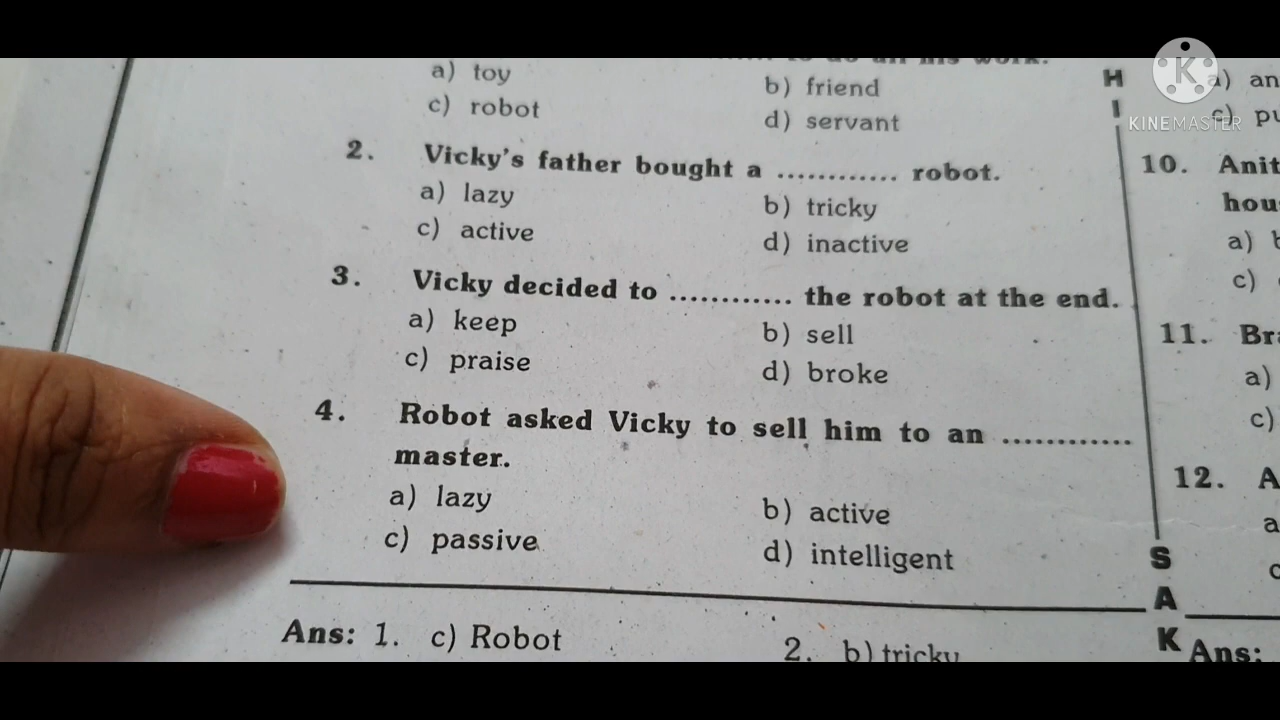 a) toy
b) friend
c) robot
d) servant
2. Vicky's father bought a ............ robot.
a) lazy
b) tricky
c) active
d) inactive
3. Vicky decided to ............ the robot at the end.
a) keep
b) sell
c) praise
d) broke
4. Robot asked Vicky to sell him to an ............
master.
a) lazy
b) active
c) passive
d) intelligent
Ans: 1. c) Robot
2. b) tricky
H
I
S
A
K
a) an
c)
10. Anit
hou
a)
c)
11.
a)
c)
12. A
a
Ans:
KINEMASTER